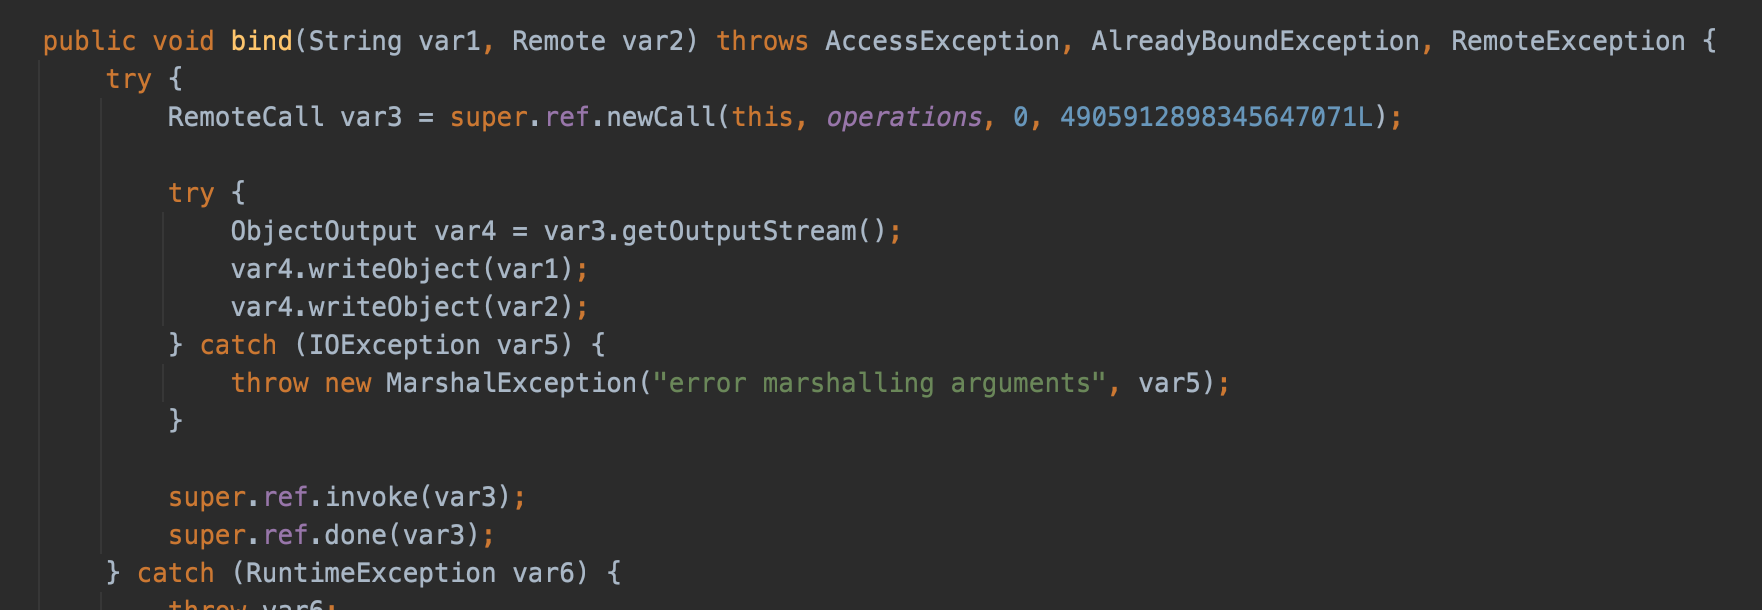 public void bind(String var1, Remote var2) throws AccessException, AlreadyBoundException, RemoteException {
try {
RemoteCall var3 = super.ref.newCall(this, operations, 0, 4905912898345647071L);
try {
ObjectOutput var4 = var3.getOutputStream();
var4.writeObject(var1);
var4.writeObject(var2);
} catch (IOException var5) {
throw new MarshalException("error marshalling arguments", var5);
}
super.ref.invoke(var3);
super.ref.done(var3);
} catch (RuntimeException var6) {
throw var6;